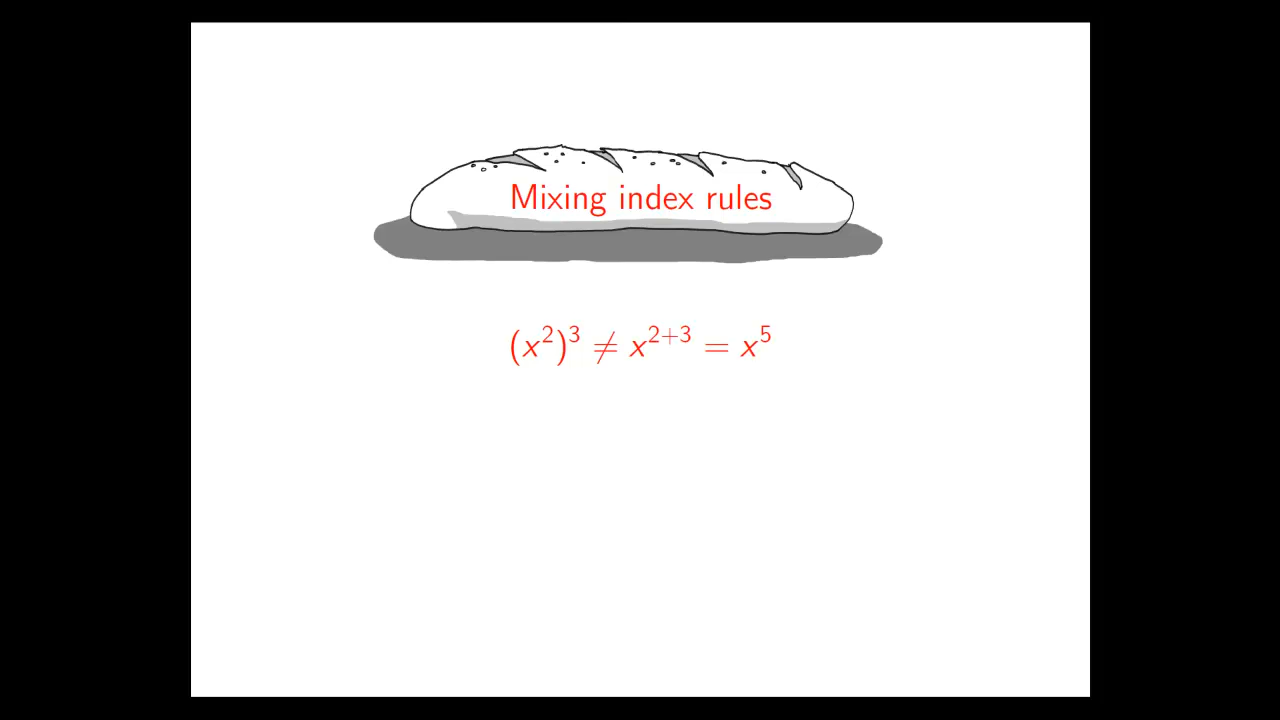 Mixing index rules
(x²)³ ≠ x²⁺³ = x⁵